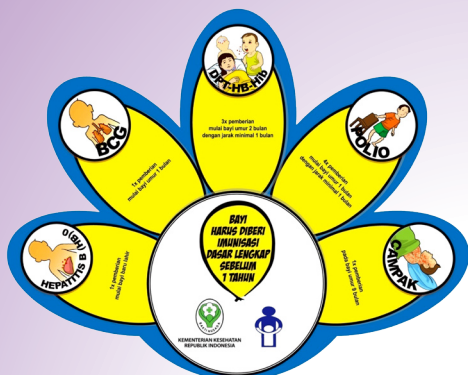 HEPATITIS B (HB) 0
1x pemberian
mulai bayi baru lahir
BCG
1x pemberian
mulai bayi umur 1 bulan
DPT-HB-Hib
3x pemberian
mulai bayi umur 2 bulan
dengan jarak minimal 1 bulan
POLIO
4x pemberian
mulai bayi umur 1 bulan
dengan jarak minimal 1 bulan
CAMPAK
1x pemberian
pada bayi umur 9 bulan
BAYI
HARUS DIBERI
IMUNISASI
DASAR LENGKAP
SEBELUM
1 TAHUN
KEMENTERIAN KESEHATAN
REPUBLIK INDONESIA